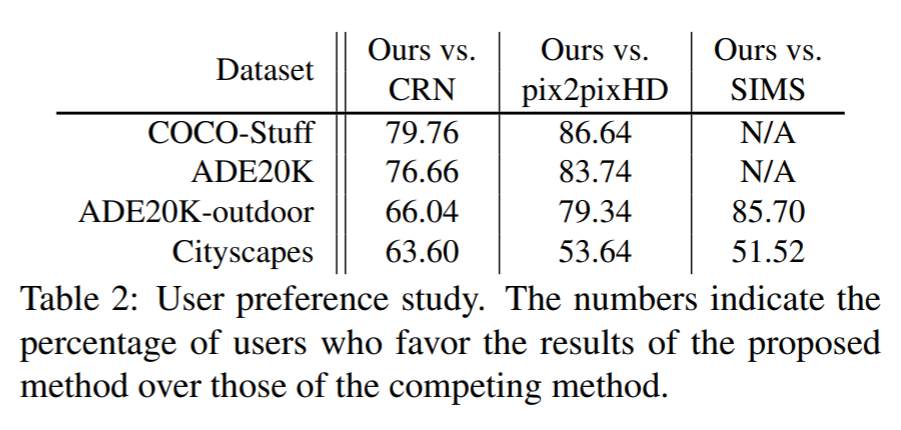 Dataset Ours vs. CRN Ours vs. pix2pixHD Ours vs. SIMS
COCO-Stuff 79.76 86.64 N/A
ADE20K 76.66 83.74 N/A
ADE20K-outdoor 66.04 79.34 85.70
Cityscapes 63.60 53.64 51.52
Table 2: User preference study. The numbers indicate the
percentage of users who favor the results of the proposed
method over those of the competing method.